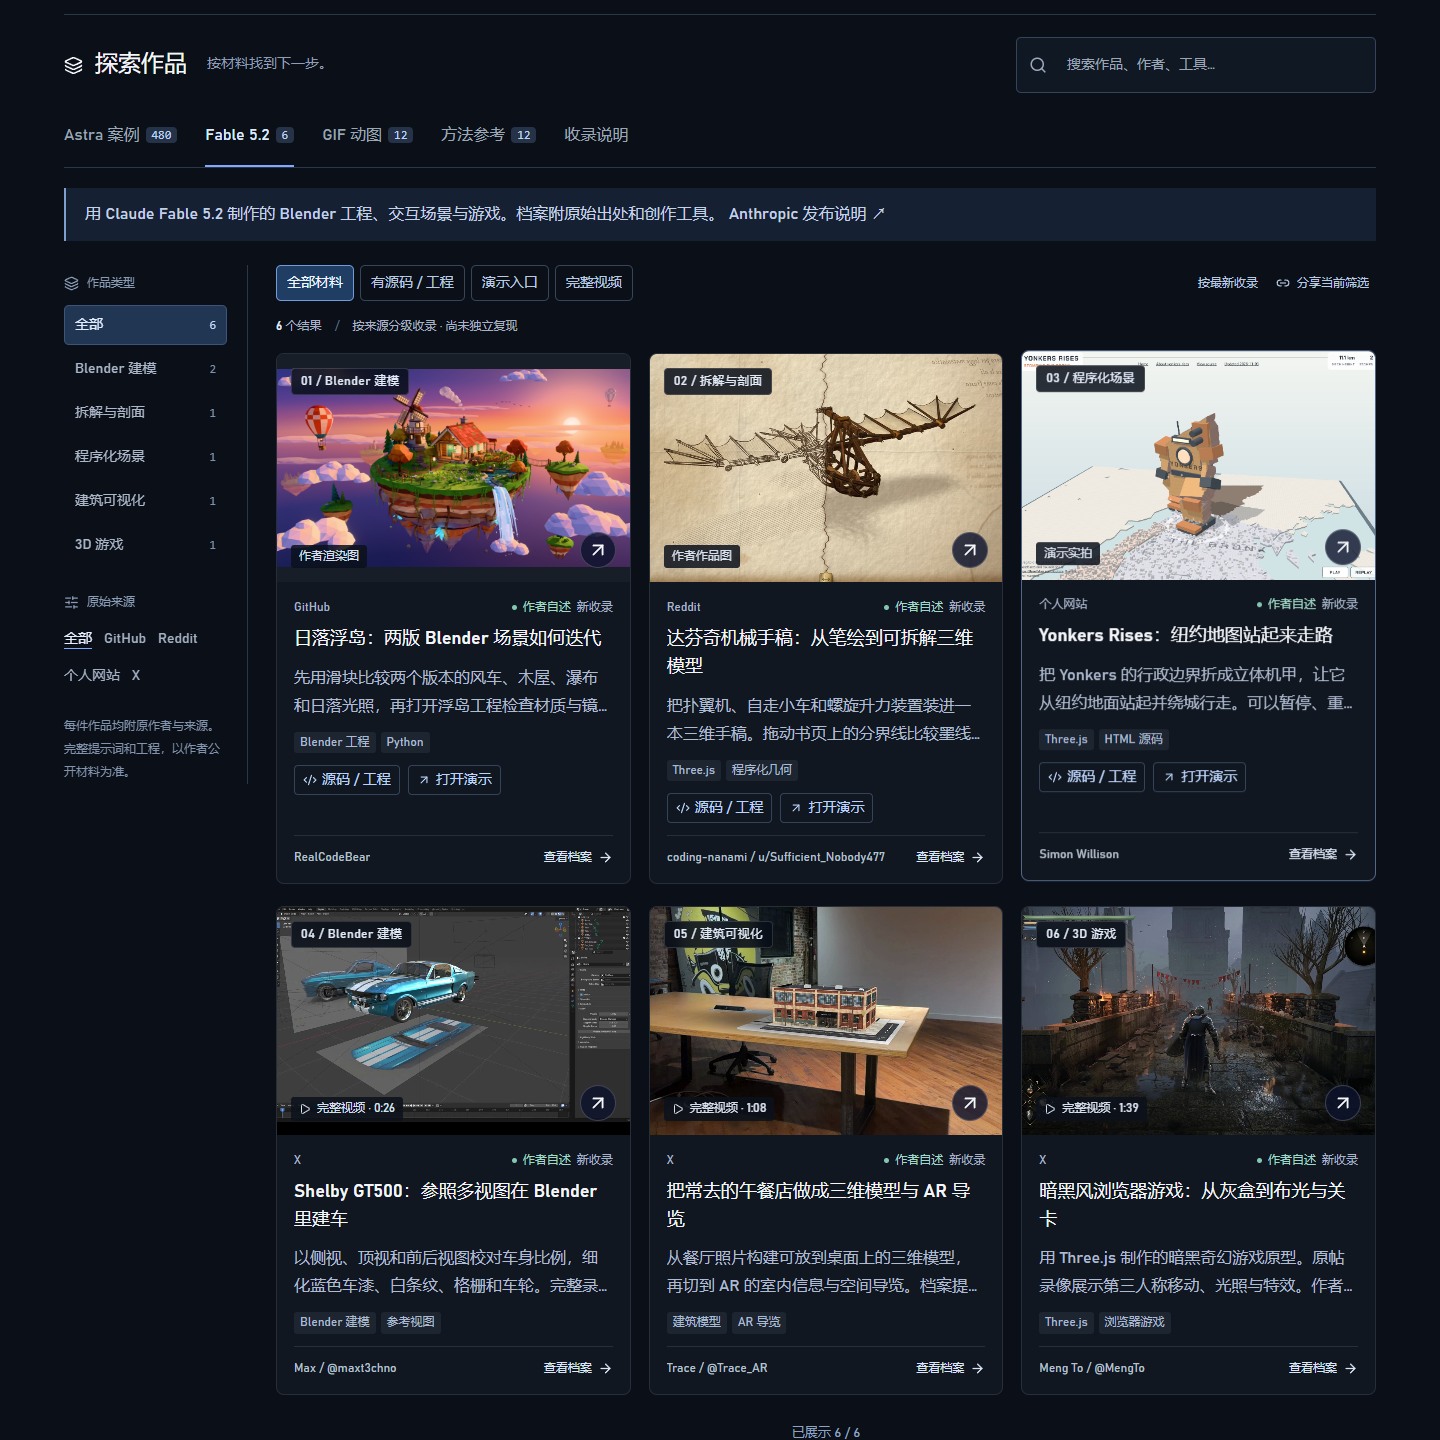 探索作品
按材料找到下一步。
搜索作品、作者、工具...
Astra 案例 480
Fable 5.2 6
GIF 动图 12
方法参考 12
收录说明
用 Claude Fable 5.2 制作的 Blender 工程、交互场景与游戏。档案附原始出处和创作工具。 Anthropic 发布说明 ↗
作品类型
全部 6
Blender 建模 2
拆解与剖面 1
程序化场景 1
建筑可视化 1
3D 游戏 1
原始来源
全部 GitHub Reddit
个人网站 X
每件作品均附原作者与来源。
完整提示词和工程，以作者公
开材料为准。
全部材料 有源码 / 工程 演示入口 完整视频
按最新收录 分享当前筛选
6 个结果 / 按来源分级收录 · 尚未独立复现
01 / Blender 建模
作者渲染图
GitHub
作者自述 新收录
日落浮岛：两版 Blender 场景如何迭代
先用滑块比较两个版本的风车、木屋、瀑布
和日落光照，再打开浮岛工程检查材质与镜...
Blender 工程 Python
源码 / 工程 打开演示
RealCodeBear
查看档案 →
02 / 拆解与剖面
作者作品图
Reddit
作者自述 新收录
达芬奇机械手稿：从笔绘到可拆解三维
模型
把扑翼机、自走小车和螺旋升力装置装进一
本三维手稿。拖动书页上的分界线比较墨线...
Three.js 程序化几何
源码 / 工程 打开演示
coding-nanami / u/Sufficient_Nobody477
查看档案 →
YONKERS RISES
03 / 程序化场景
演示实拍
PLAY REPLAY
个人网站
作者自述 新收录
Yonkers Rises：纽约地图站起来走路
把 Yonkers 的行政边界折成立体机甲，让它
从纽约地面站起并绕城行走。可以暂停、重...
Three.js HTML 源码
源码 / 工程 打开演示
Simon Willison
查看档案 →
04 / Blender 建模
完整视频 · 0:26
X
作者自述 新收录
Shelby GT500：参照多视图在 Blender
里建车
以侧视、顶视和前后视图校对车身比例，细
化蓝色车漆、白条纹、格栅和车轮。完整录...
Blender 建模 参考视图
Max / @maxt3chno
查看档案 →
05 / 建筑可视化
完整视频 · 1:08
X
作者自述 新收录
把常去的午餐店做成三维模型与 AR 导
览
从餐厅照片构建可放到桌面上的三维模型，
再切到 AR 的室内信息与空间导览。档案提...
建筑模型 AR 导览
Trace / @Trace_AR
查看档案 →
06 / 3D 游戏
完整视频 · 1:39
X
作者自述 新收录
暗黑风浏览器游戏：从灰盒到布光与关
卡
用 Three.js 制作的暗黑奇幻游戏原型。原帖
录像展示第三人称移动、光照与特效。作者...
Three.js 浏览器游戏
Meng To / @MengTo
查看档案 →
已展示 6 / 6